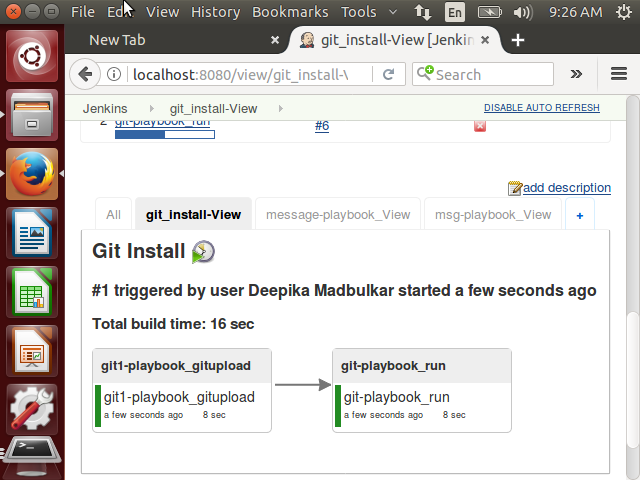 File Edit View History Bookmarks Tools En 9:26 AM
New Tab git_install-View [Jenkin
localhost:8080/view/git_install-V Search
Jenkins git_install-View DISABLE AUTO REFRESH
2 git-playbook_run #6
add description
All git_install-View message-playbook_View msg-playbook_View +
Git Install
#1 triggered by user Deepika Madbulkar started a few seconds ago
Total build time: 16 sec
git1-playbook_gitupload git-playbook_run
git1-playbook_gitupload git-playbook_run
a few seconds ago 8 sec a few seconds ago 8 sec